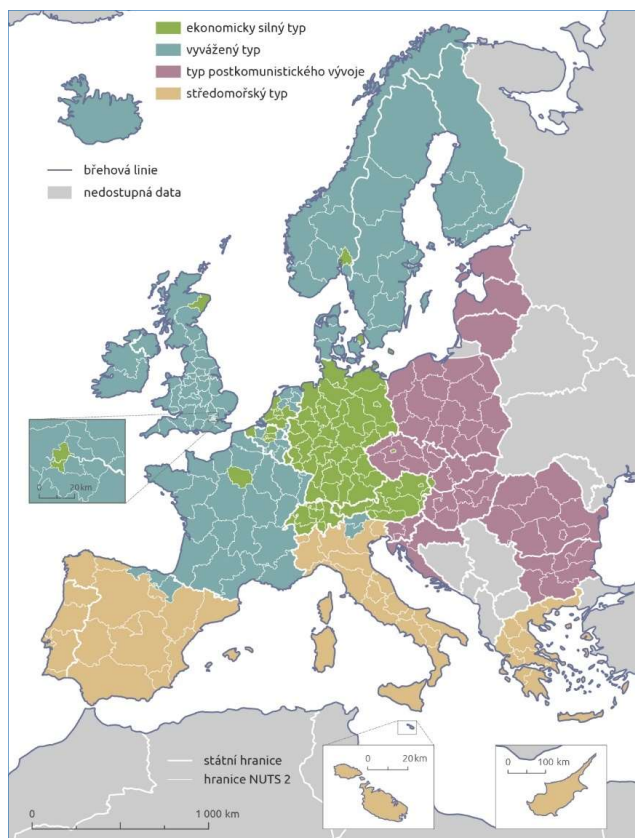 ekonomicky silný typ
vyvážený typ
typ postkomunistického vývoje
středomořský typ
břehová linie
nedostupná data
0 20 km
0 20 km
0 100 km
státní hranice
hranice NUTS 2
0 1 000 km